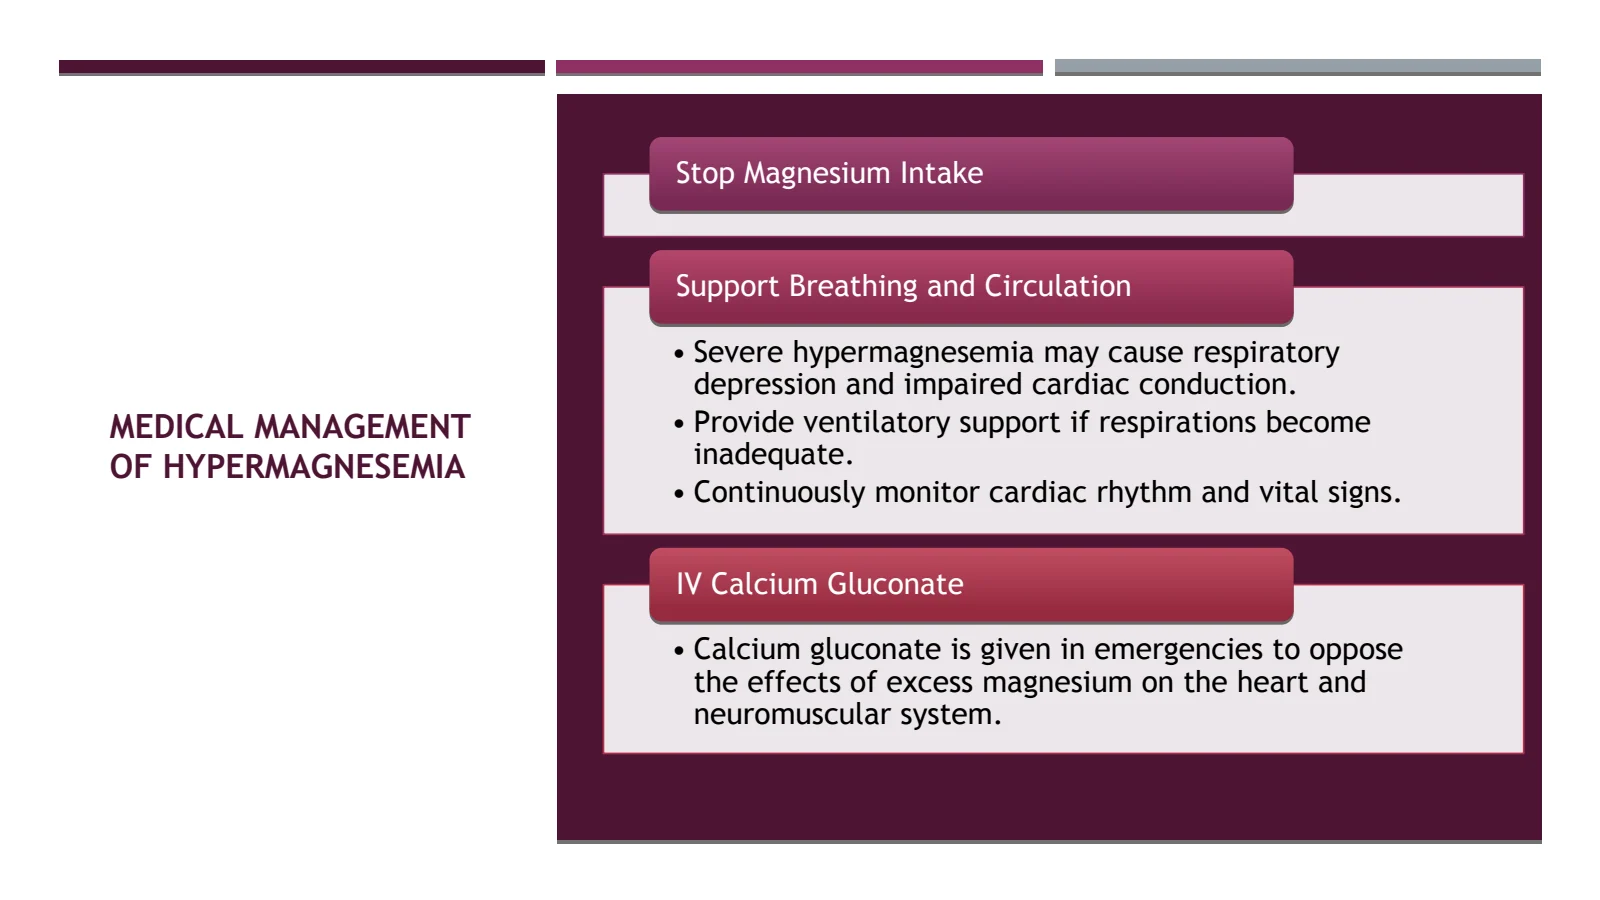 MEDICAL MANAGEMENT
OF HYPERMAGNESEMIA
Stop Magnesium Intake
Support Breathing and Circulation
• Severe hypermagnesemia may cause respiratory
depression and impaired cardiac conduction.
• Provide ventilatory support if respirations become
inadequate.
• Continuously monitor cardiac rhythm and vital signs.
IV Calcium Gluconate
• Calcium gluconate is given in emergencies to oppose
the effects of excess magnesium on the heart and
neuromuscular system.